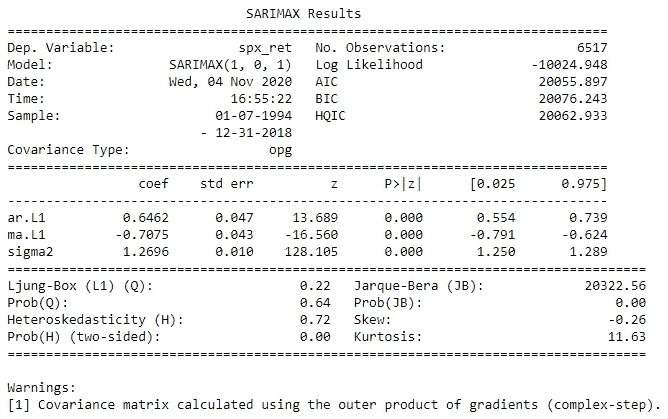 SARIMAX Results
==============================================================================
Dep. Variable:                spx_ret   No. Observations:                 6517
Model:               SARIMAX(1, 0, 1)   Log Likelihood              -10024.948
Date:                Wed, 04 Nov 2020   AIC                          20055.897
Time:                        16:55:22   BIC                          20076.243
Sample:                    01-07-1994   HQIC                         20062.933
                         - 12-31-2018
Covariance Type:                  opg
==============================================================================
                 coef    std err          z      P>|z|      [0.025      0.975]
------------------------------------------------------------------------------
ar.L1          0.6462      0.047     13.689      0.000       0.554       0.739
ma.L1         -0.7075      0.043    -16.560      0.000      -0.791      -0.624
sigma2         1.2696      0.010    128.105      0.000       1.250       1.289
===================================================================================
Ljung-Box (L1) (Q):                   0.22   Jarque-Bera (JB):             20322.56
Prob(Q):                              0.64   Prob(JB):                         0.00
Heteroskedasticity (H):               0.72   Skew:                            -0.26
Prob(H) (two-sided):                  0.00   Kurtosis:                        11.63
===================================================================================
Warnings:
[1] Covariance matrix calculated using the outer product of gradients (complex-step).